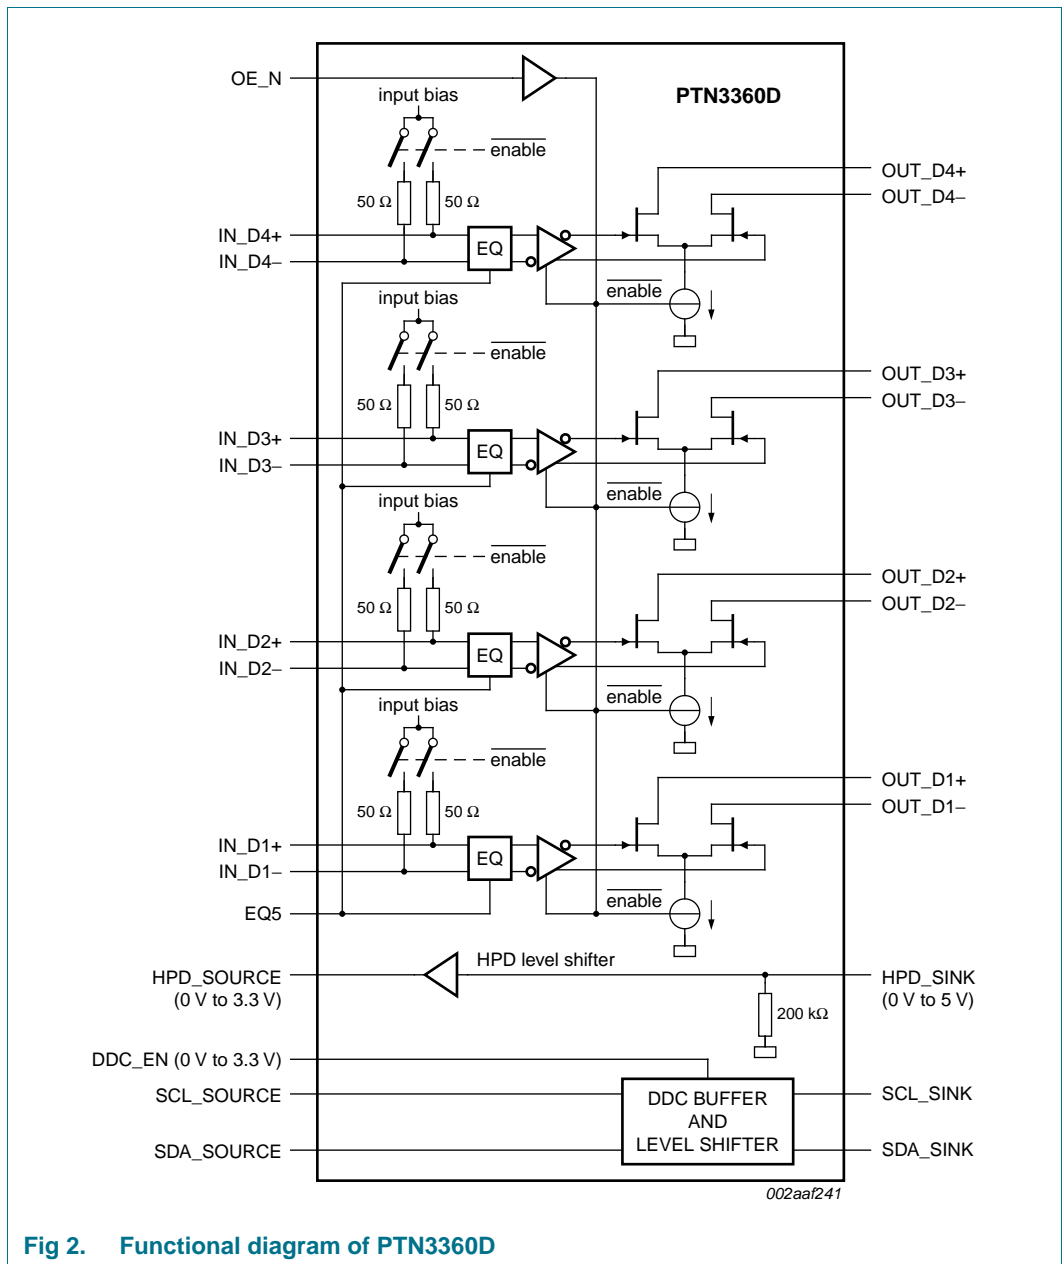 OE_N
PTN3360D
input bias
enable
50 Ω 50 Ω
OUT_D4+
OUT_D4−
IN_D4+
IN_D4−
EQ
enable
input bias
enable
50 Ω 50 Ω
OUT_D3+
OUT_D3−
IN_D3+
IN_D3−
EQ
enable
input bias
enable
50 Ω 50 Ω
OUT_D2+
OUT_D2−
IN_D2+
IN_D2−
EQ
enable
input bias
enable
50 Ω 50 Ω
OUT_D1+
OUT_D1−
IN_D1+
IN_D1−
EQ
enable
EQ5
HPD level shifter
HPD_SOURCE
(0 V to 3.3 V)
HPD_SINK
(0 V to 5 V)
200 kΩ
DDC_EN (0 V to 3.3 V)
SCL_SOURCE
DDC BUFFER
AND
LEVEL SHIFTER
SCL_SINK
SDA_SOURCE
SDA_SINK
002aaf241
Fig 2. Functional diagram of PTN3360D